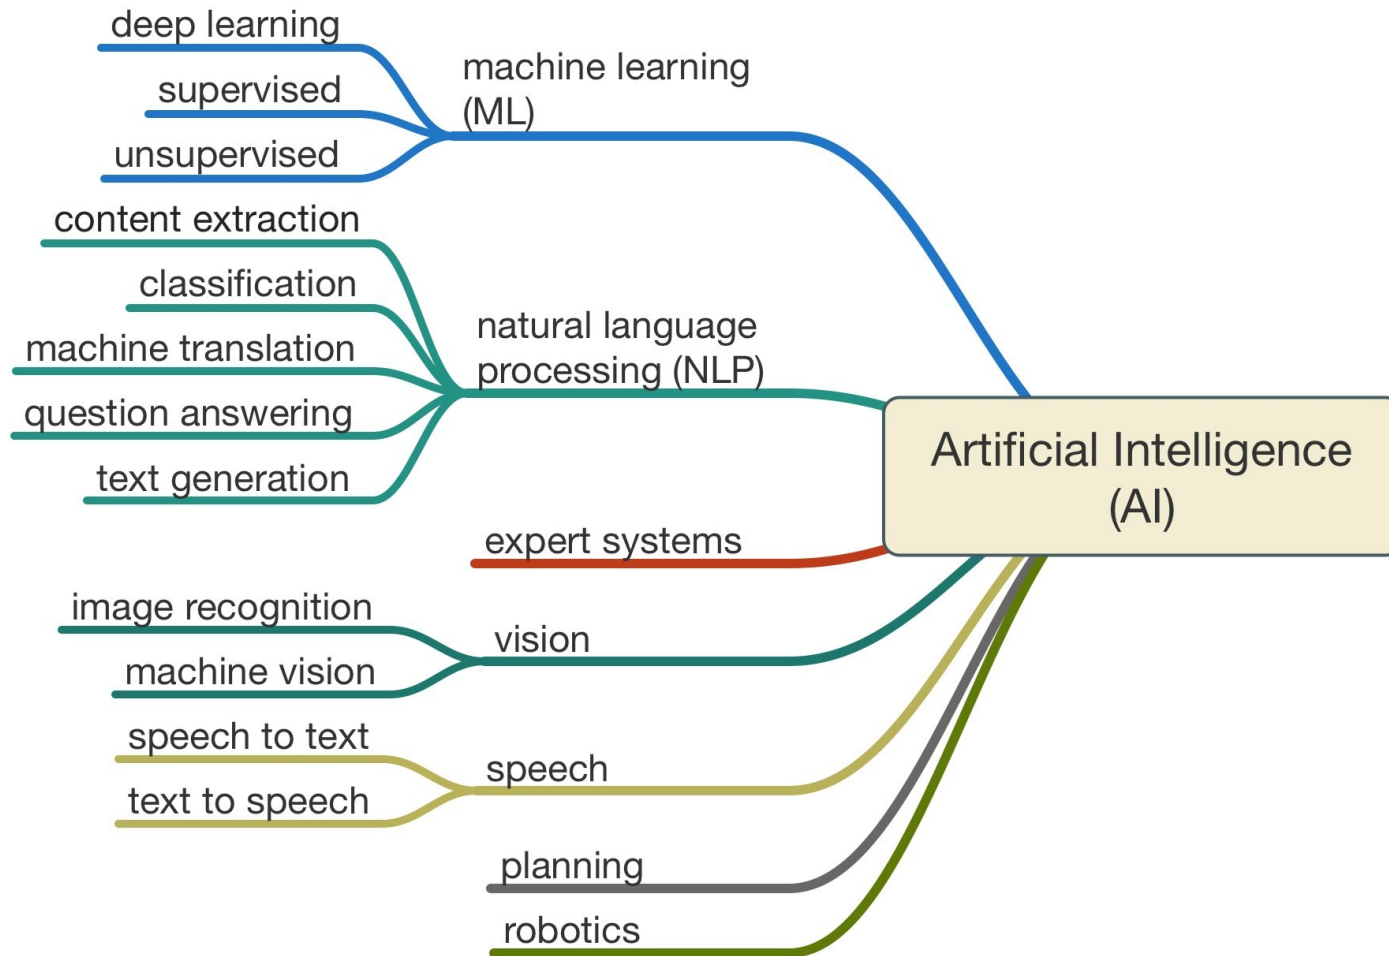 deep learning
supervised
unsupervised
machine learning
(ML)
content extraction
classification
machine translation
question answering
text generation
natural language
processing (NLP)
expert systems
image recognition
machine vision
vision
speech to text
text to speech
speech
planning
robotics
Artificial Intelligence
(AI)